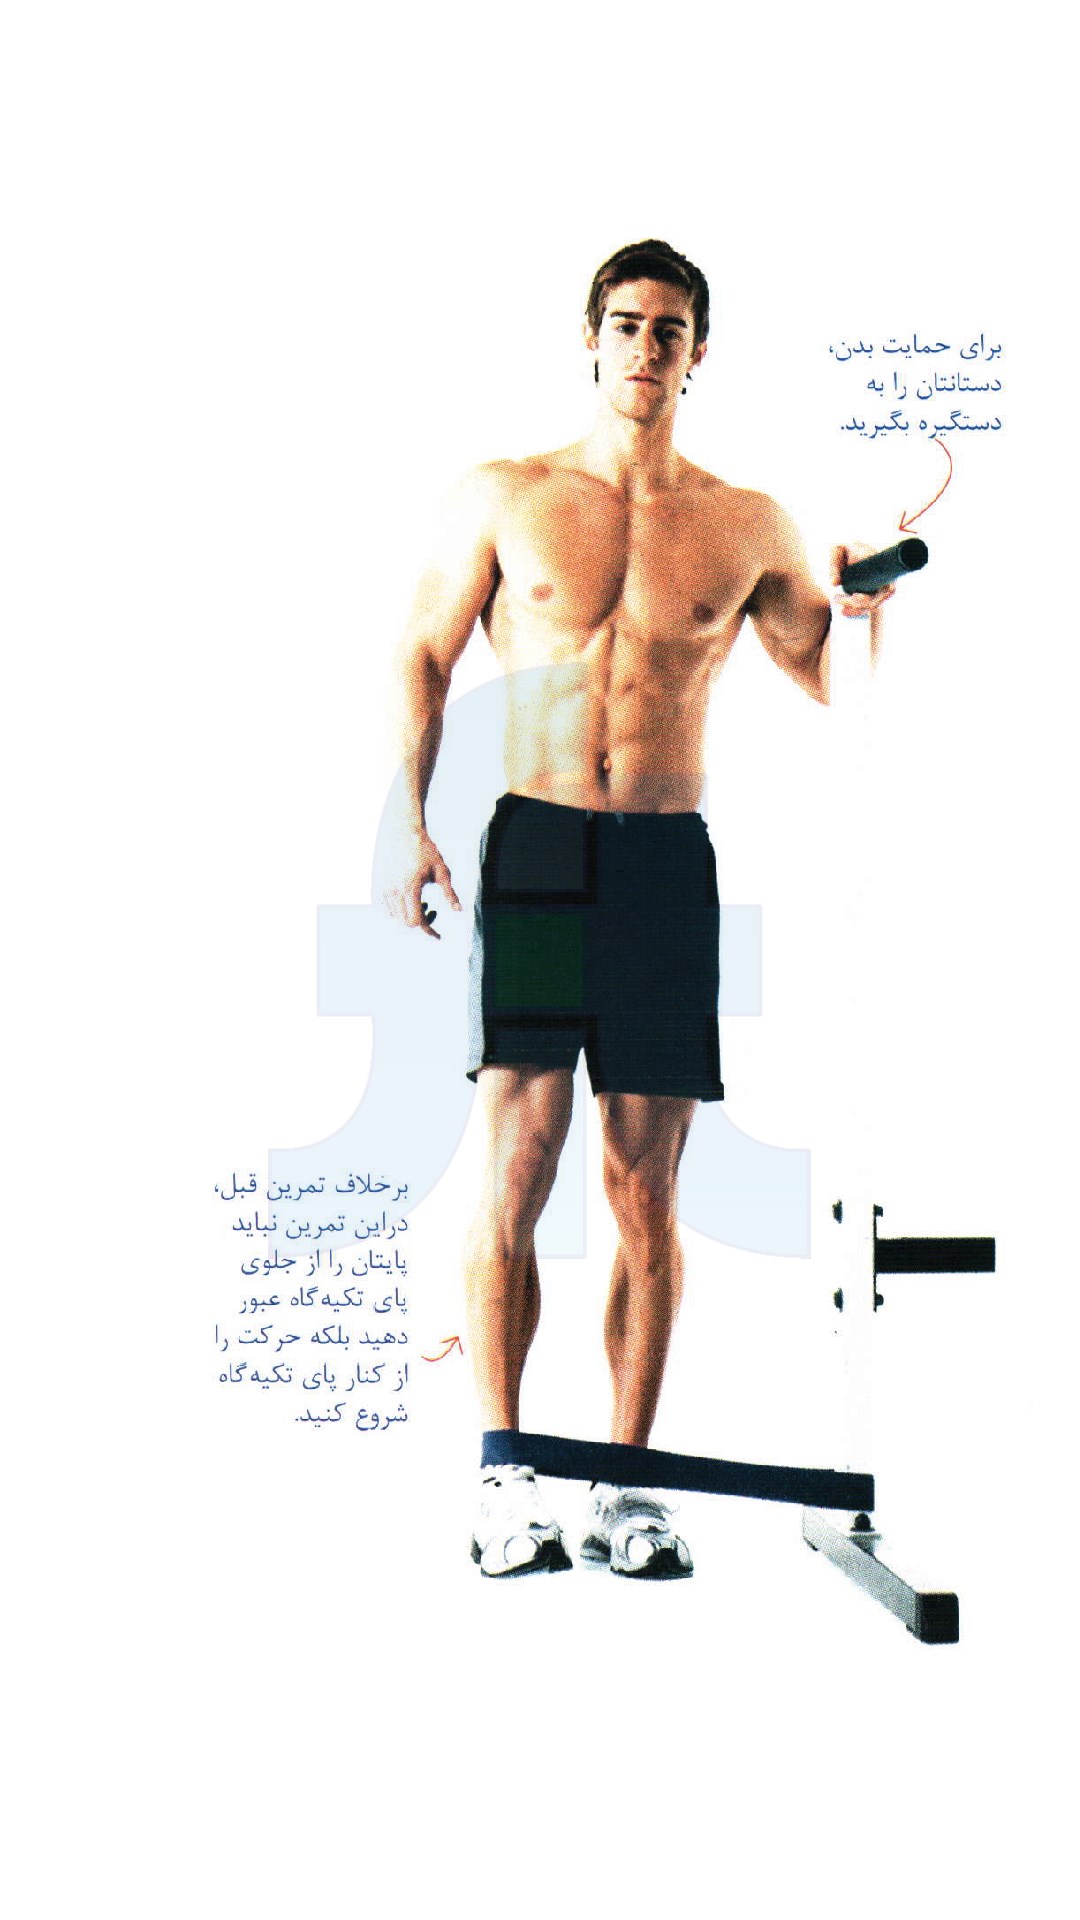 برای حمایت بدن،
دستانتان را به
دستگیره بگیرید.
برخلاف تمرین قبل،
دراین تمرین نباید
پایتان را از جلوی
پای تکیه‌گاه عبور
دهید بلکه حرکت را
از کنار پای تکیه‌گاه
شروع کنید.